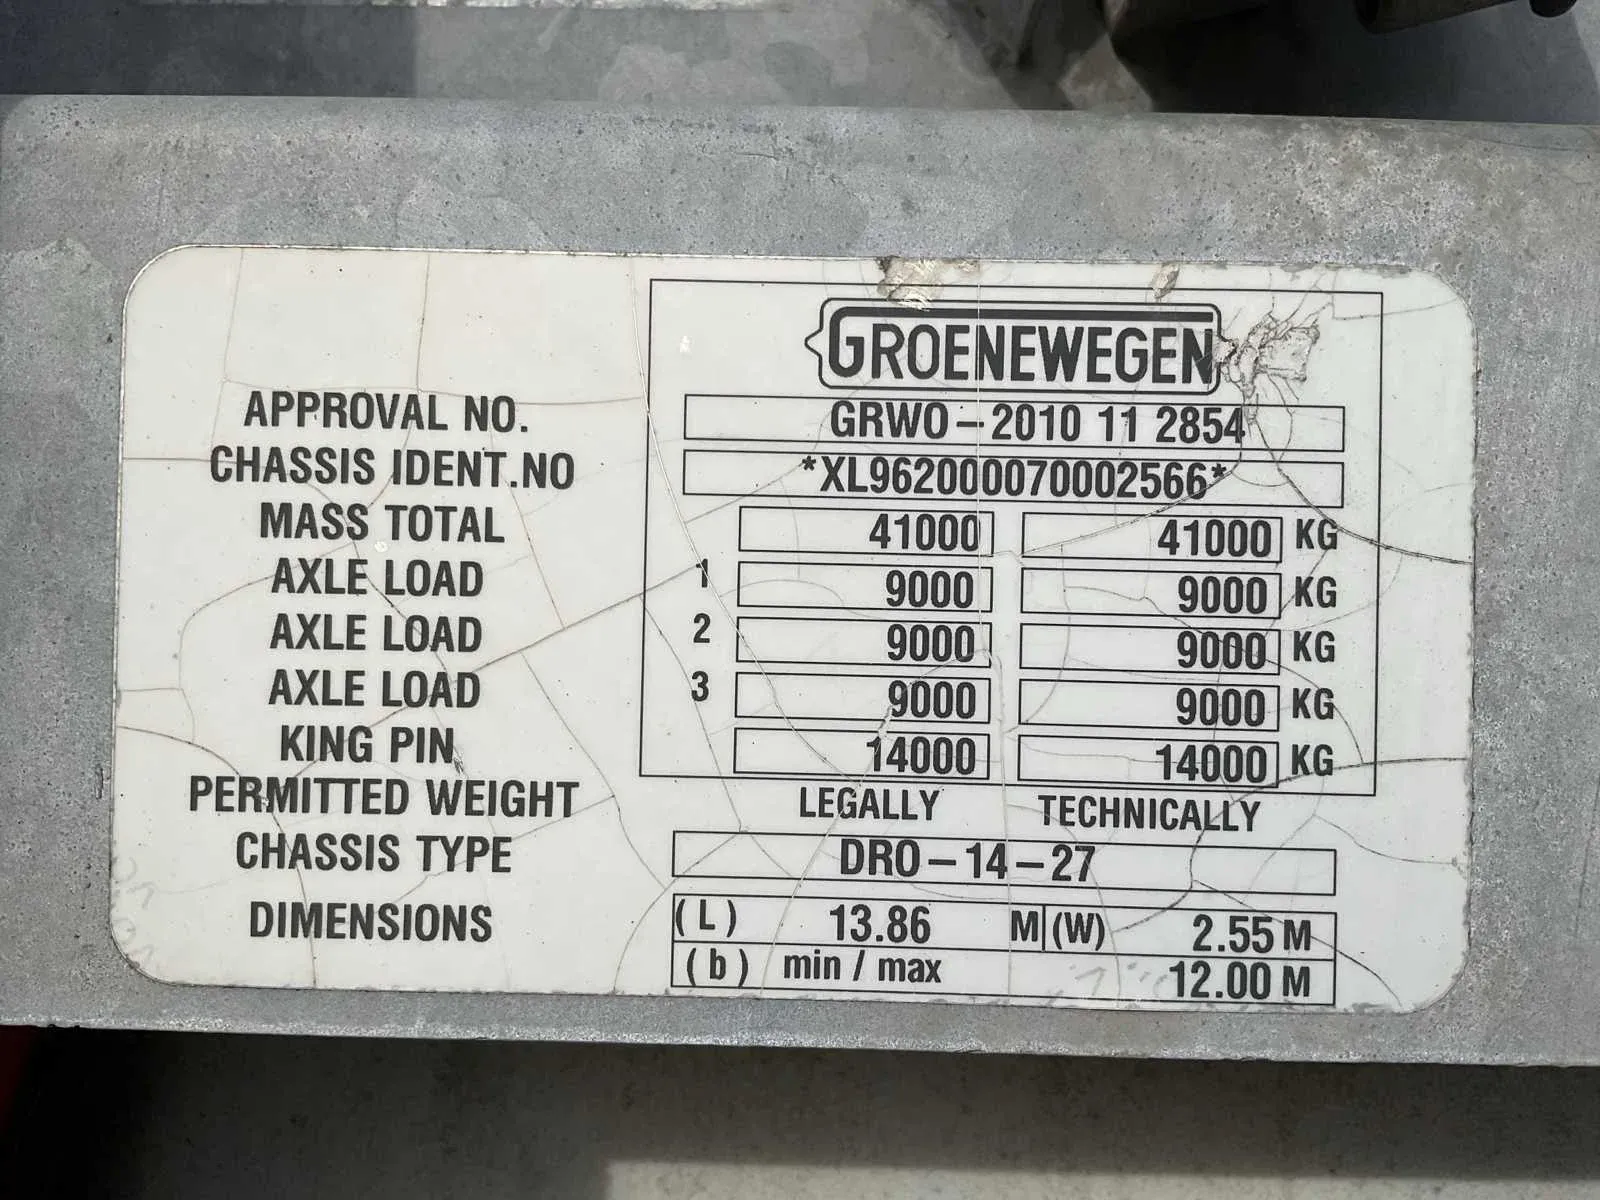 GROENEWEGEN
APPROVAL NO. GRWO-2010 11 2854
CHASSIS IDENT.NO *XL962000070002566*
MASS TOTAL 41000 41000 KG
AXLE LOAD 1 9000 9000 KG
AXLE LOAD 2 9000 9000 KG
AXLE LOAD 3 9000 9000 KG
KING PIN 14000 14000 KG
PERMITTED WEIGHT LEGALLY TECHNICALLY
CHASSIS TYPE DRO-14-27
DIMENSIONS (L) 13.86 M (W) 2.55 M
(b) min / max 12.00 M